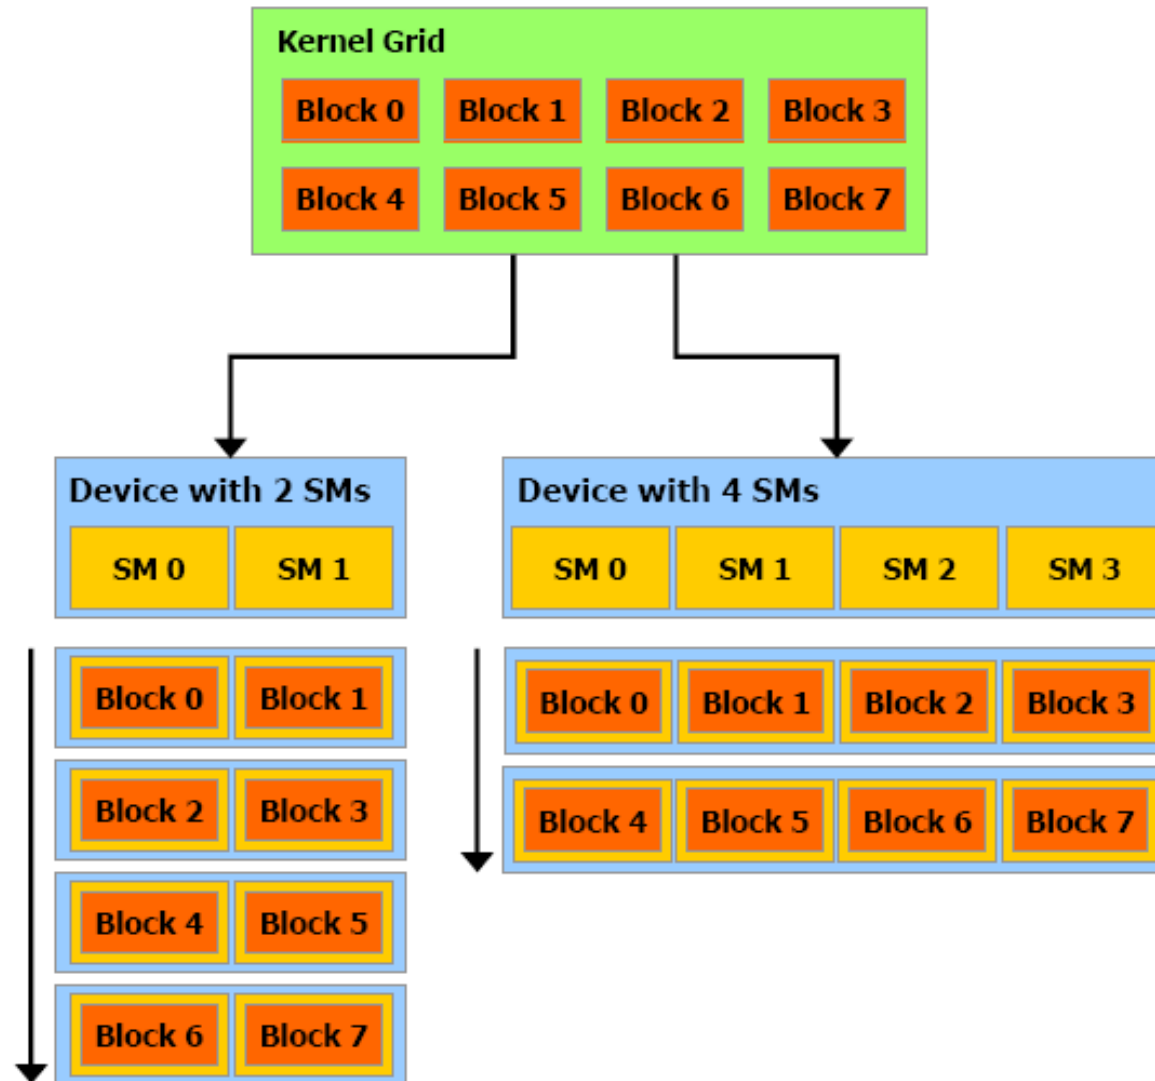 Kernel Grid
Block 0 Block 1 Block 2 Block 3
Block 4 Block 5 Block 6 Block 7
Device with 2 SMs
SM 0 SM 1
Block 0 Block 1
Block 2 Block 3
Block 4 Block 5
Block 6 Block 7
Device with 4 SMs
SM 0 SM 1 SM 2 SM 3
Block 0 Block 1 Block 2 Block 3
Block 4 Block 5 Block 6 Block 7